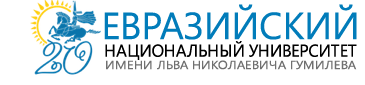 20
ЕВРАЗИЙСКИЙ
НАЦИОНАЛЬНЫЙ УНИВЕРСИТЕТ
ИМЕНИ ЛЬВА НИКОЛАЕВИЧА ГУМИЛЕВА